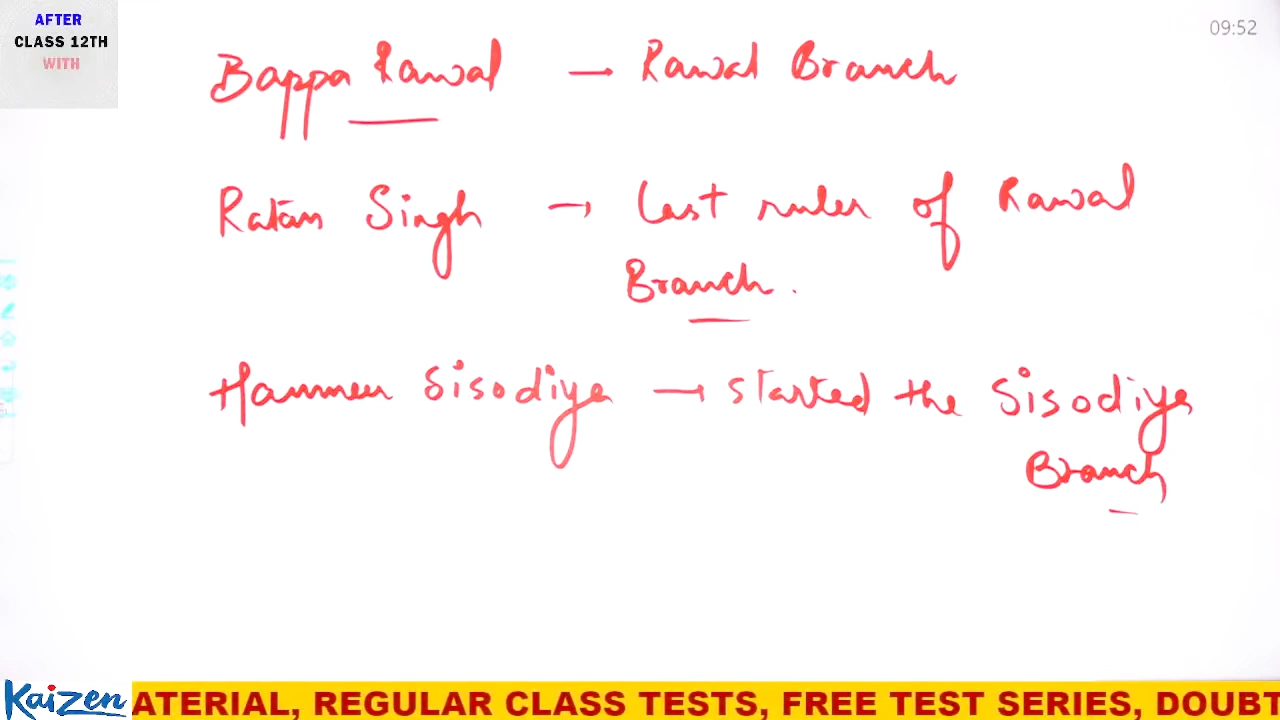 AFTER
CLASS 12TH
WITH
09:52
Bappa Rawal → Rawal Branch
Ratan Singh → Last ruler of Rawal
Branch.
Hammeer Sisodiya → started the Sisodiya
Branch
Kaizen
ATERIAL, REGULAR CLASS TESTS, FREE TEST SERIES, DOUBT